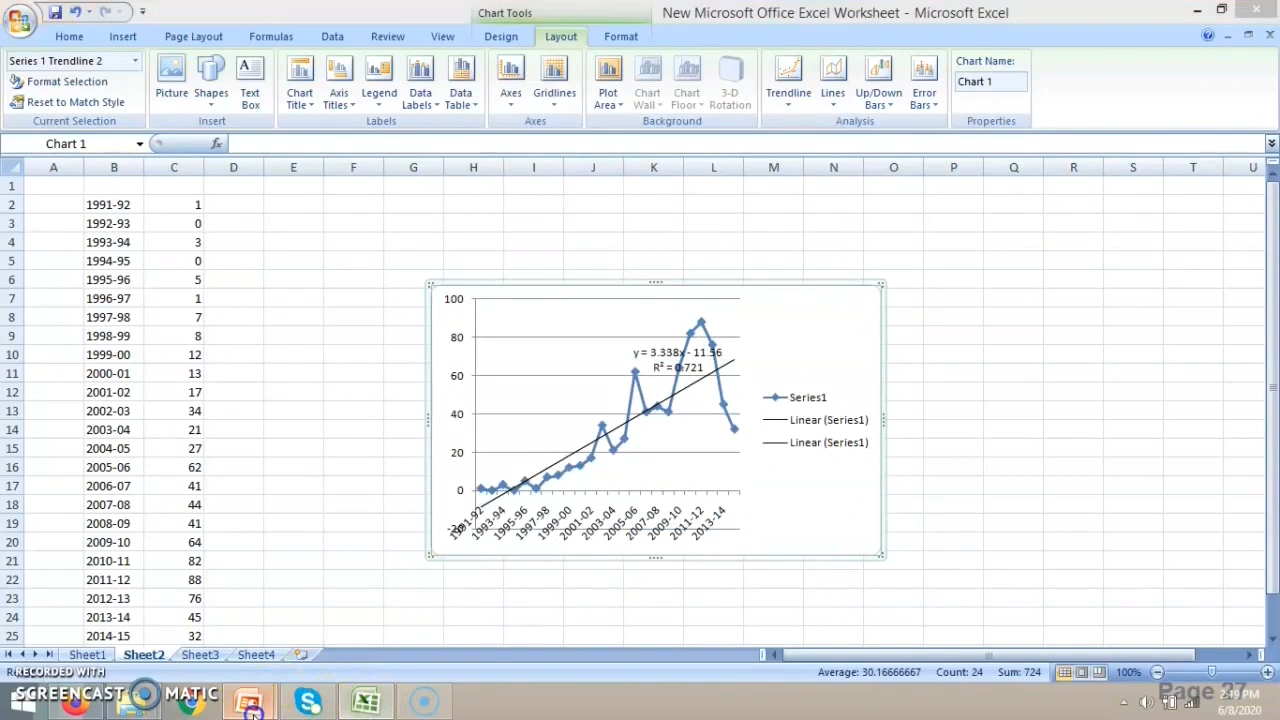 Chart Tools
New Microsoft Office Excel Worksheet - Microsoft Excel
Home Insert Page Layout Formulas Data Review View Design Layout Format
Series 1 Trendline 2
Format Selection
Reset to Match Style
Current Selection
Picture Shapes Text Box
Insert
Chart Title Axis Titles Legend Data Labels Data Table
Labels
Axes Gridlines
Axes
Plot Area Chart Wall Chart Floor 3-D Rotation
Background
Trendline Lines Up/Down Bars Error Bars
Analysis
Chart Name:
Chart 1
Properties
Chart 1
fx
A B C D E F G H I J K L M N O P Q R S T U
1
2 1991-92 1
3 1992-93 0
4 1993-94 3
5 1994-95 0
6 1995-96 5
7 1996-97 1
8 1997-98 7
9 1998-99 8
10 1999-00 12
11 2000-01 13
12 2001-02 17
13 2002-03 34
14 2003-04 21
15 2004-05 27
16 2005-06 62
17 2006-07 41
18 2007-08 44
19 2008-09 41
20 2009-10 64
21 2010-11 82
22 2011-12 88
23 2012-13 76
24 2013-14 45
25 2014-15 32
100
80
60
40
20
0
y = 3.338x - 11.56
R² = 0.721
1991-92 1993-94 1995-96 1997-98 1999-00 2001-02 2003-04 2005-06 2007-08 2009-10 2011-12 2013-14
Series1
Linear (Series1)
Linear (Series1)
Sheet1 Sheet2 Sheet3 Sheet4
Average: 30.16666667 Count: 24 Sum: 724 100%
RECORDED WITH
SCREENCAST MATIC
Page 27
2:19 PM
6/8/2020